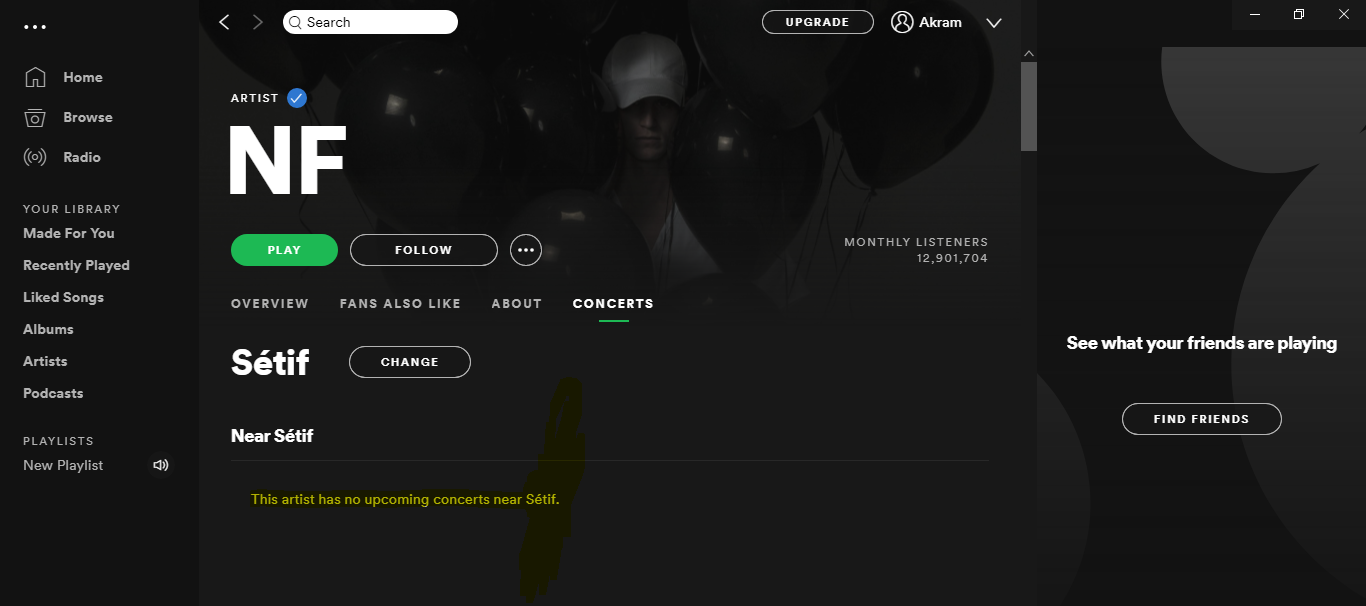 Search
UPGRADE
Akram
Home
Browse
Radio
YOUR LIBRARY
Made For You
Recently Played
Liked Songs
Albums
Artists
Podcasts
PLAYLISTS
New Playlist
ARTIST
NF
PLAY
FOLLOW
MONTHLY LISTENERS
12,901,704
OVERVIEW
FANS ALSO LIKE
ABOUT
CONCERTS
Sétif
CHANGE
Near Sétif
This artist has no upcoming concerts near Sétif.
See what your friends are playing
FIND FRIENDS